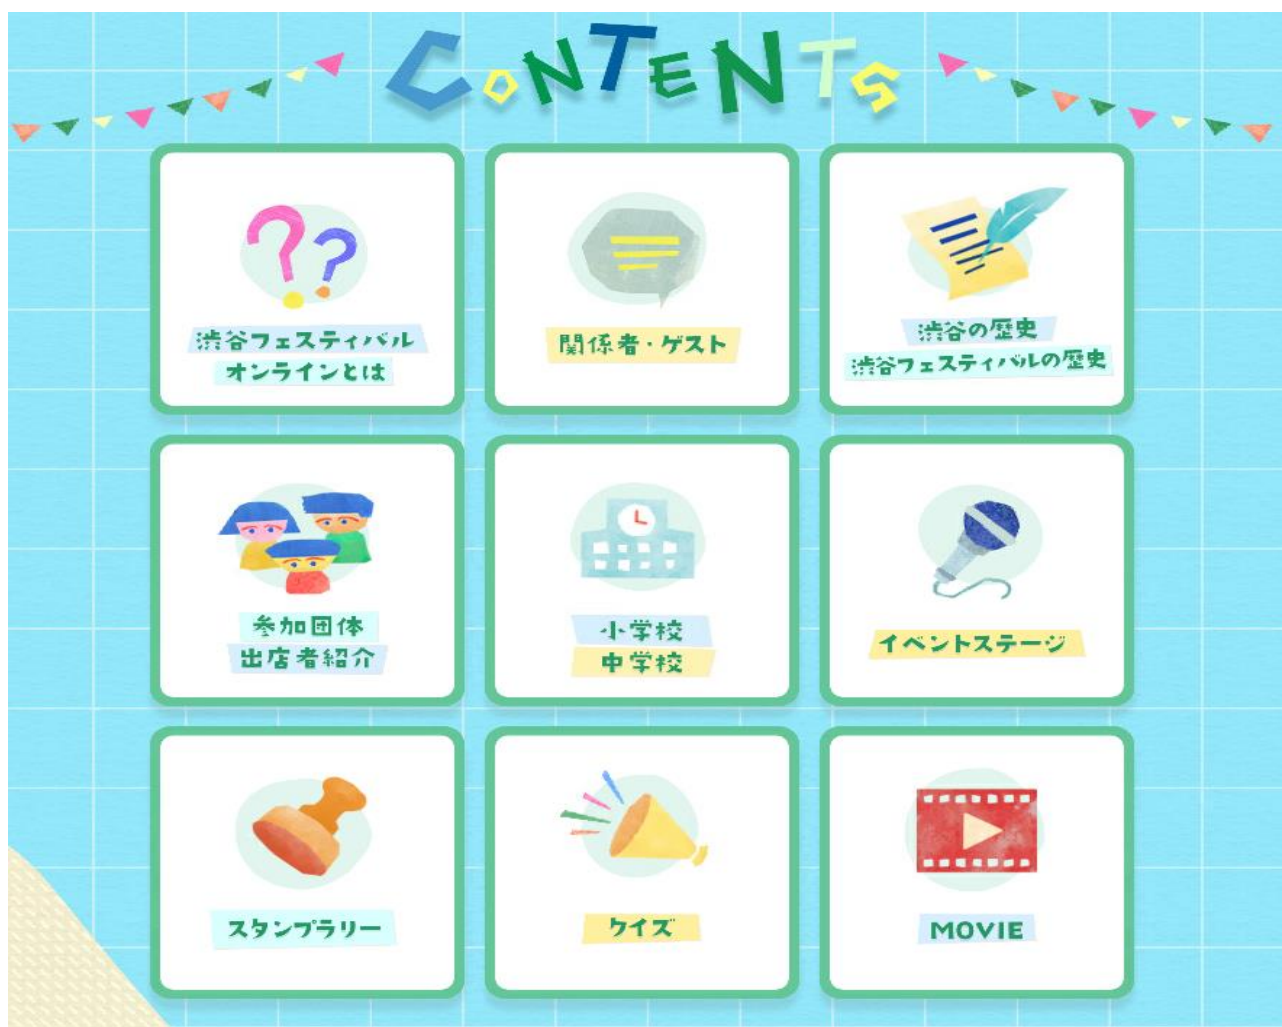 CONTENTS
渋谷フェスティバル
オンラインとは
関係者・ゲスト
渋谷の歴史
渋谷フェスティバルの歴史
参加団体
出店者紹介
小学校
中学校
イベントステージ
スタンプラリー
クイズ
MOVIE